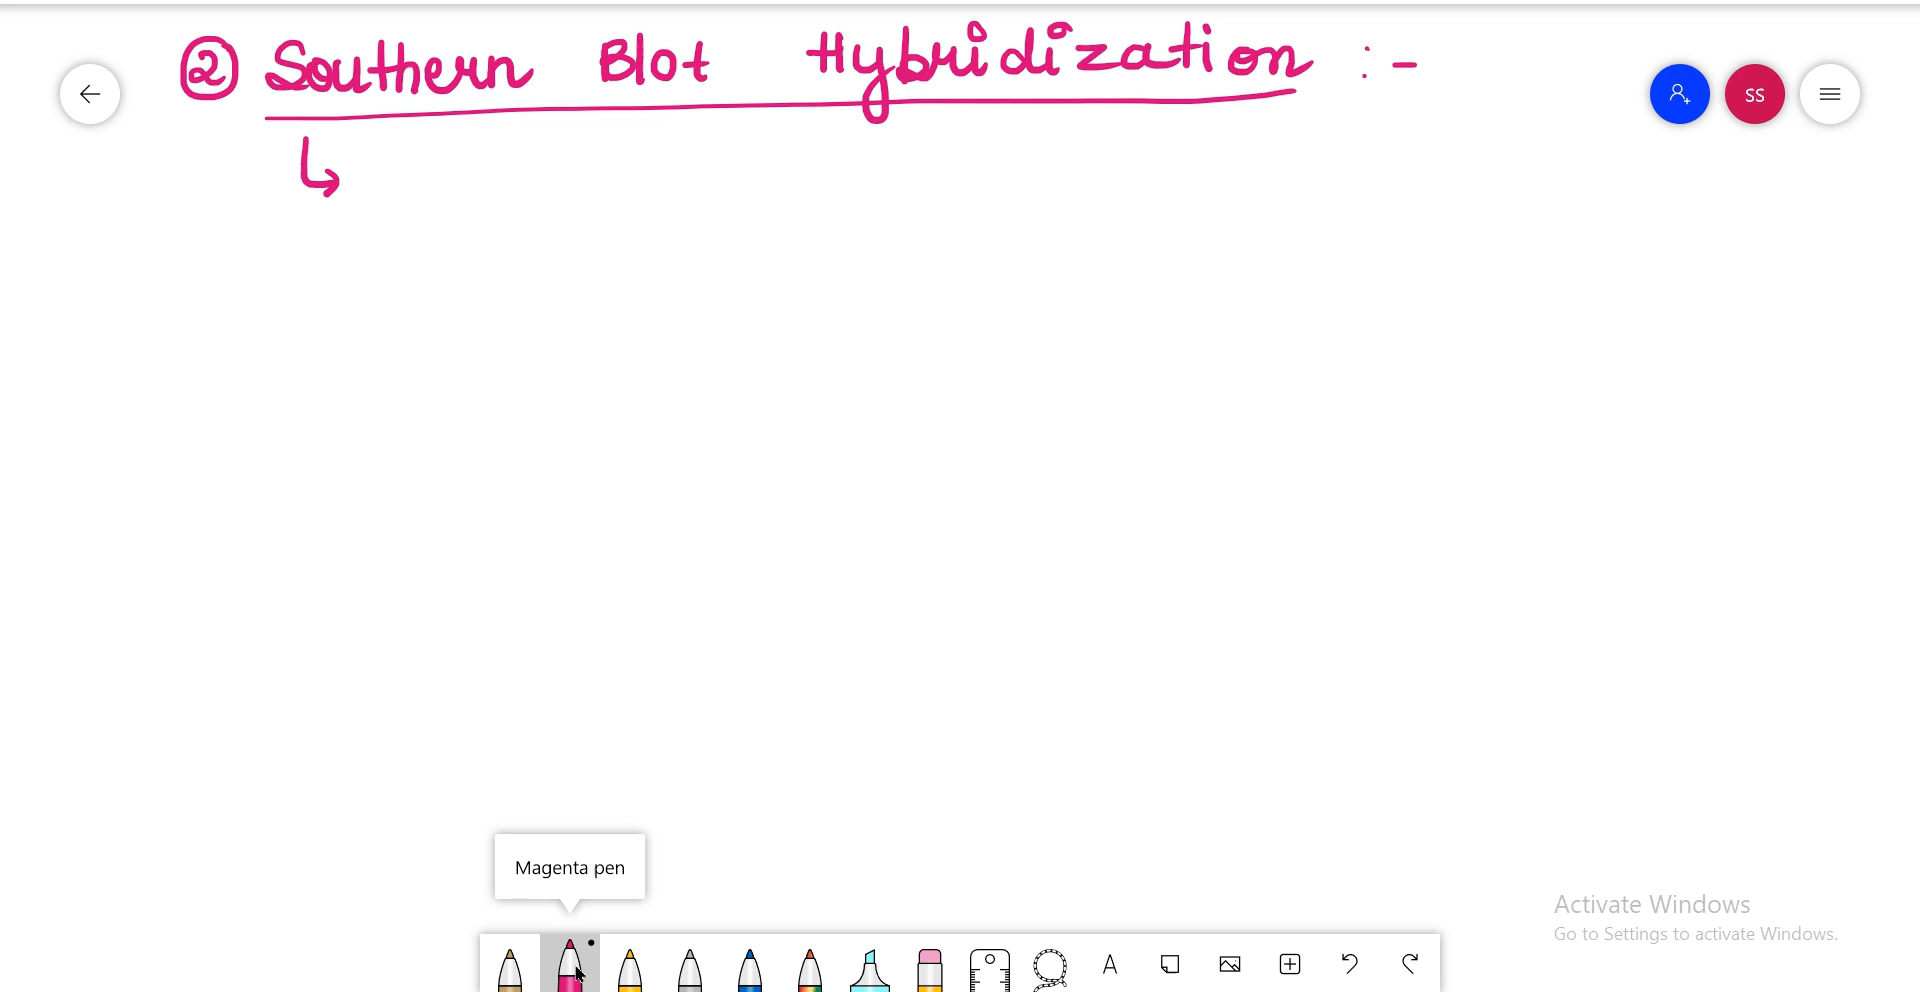 ② Southern Blot Hybridization :-
SS
Magenta pen
Activate Windows
Go to Settings to activate Windows.
A